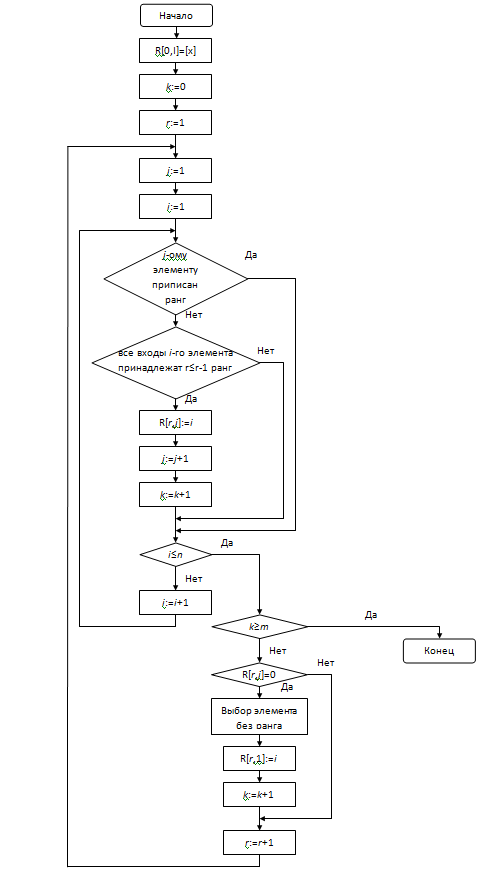 Начало
R[0,I]=[x]
k:=0
r:=1
j:=1
i:=1
i-ому
элементу
приписан
ранг
Да
Нет
все входы i-го элемента
принадлежат r≤r-1 ранг
Нет
Да
R[r,j]:=i
j:=j+1
k:=k+1
i≤n
Да
Нет
i:=i+1
k≥m
Да
Конец
Нет
R[r,j]=0
Нет
Да
Выбор элемента
без ранга
R[r,1]:=i
k:=k+1
r:=r+1